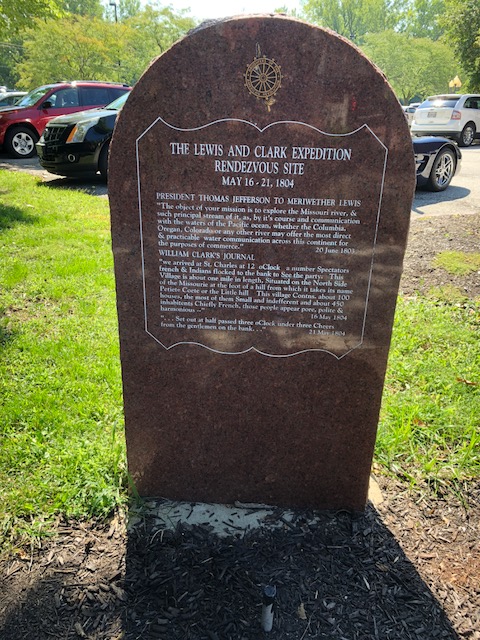 THE LEWIS AND CLARK EXPEDITION
RENDEZVOUS SITE
MAY 16 - 21, 1804
PRESIDENT THOMAS JEFFERSON TO MERIWETHER LEWIS
"The object of your mission is to explore the Missouri river, &
such principal stream of it, as, by it's course and communication
with the waters of the Pacific ocean, whether the Columbia,
Oregan, Colorado or any other river may offer the most direct
& practicable water communication across this continent for
the purposes of commerce."
20 June 1803
WILLIAM CLARK'S JOURNAL
"we arrived at St. Charles at 12 oClock a number Spectators
french & Indians flocked to the bank to See the party. This
Village is about one mile in length, Situated on the North Side
of the Missourie at the foot of a hill from which it takes its name
Petiete Coete or the Little hill This village Contns. about 100
houses, the most of them Small and indefferent and about 450
inhabitents Chiefly French, those people appear pore, polite &
harmonious --"
16 May 1804
". . . Set out at half passed three oClock under three Cheers
from the gentlemen on the bank. . ."
21 May 1804